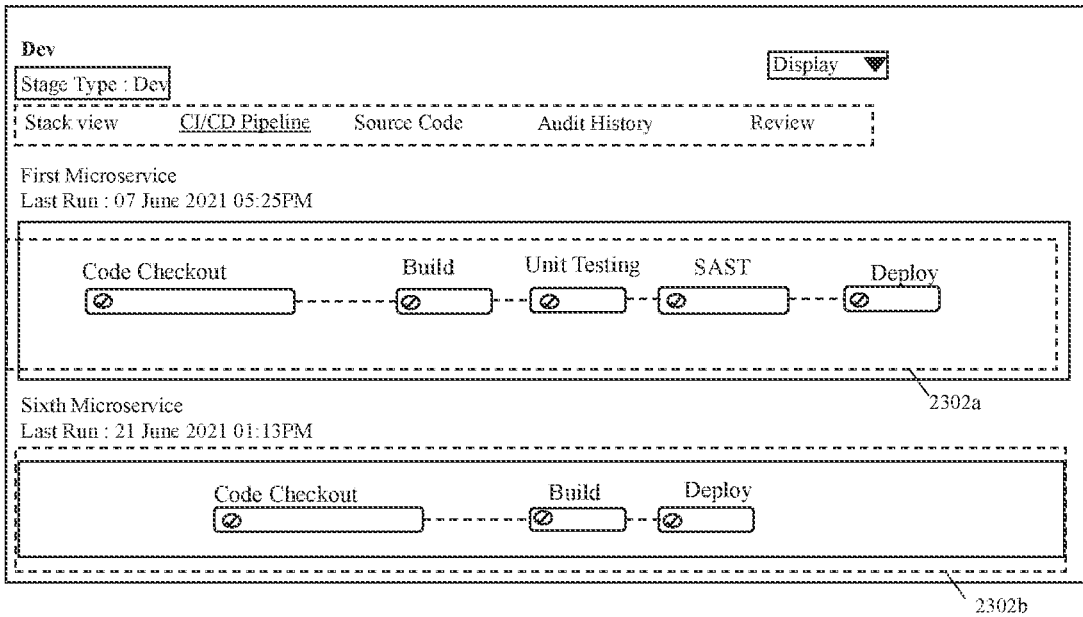 Dev
Display
Stage Type : Dev
Stack view CI/CD Pipeline Source Code Audit History Review
First Microservice
Last Run : 07 June 2021 05:25PM
Code Checkout Build Unit Testing SAST Deploy
2302a
Sixth Microservice
Last Run : 21 June 2021 01:13PM
Code Checkout Build Deploy
2302b